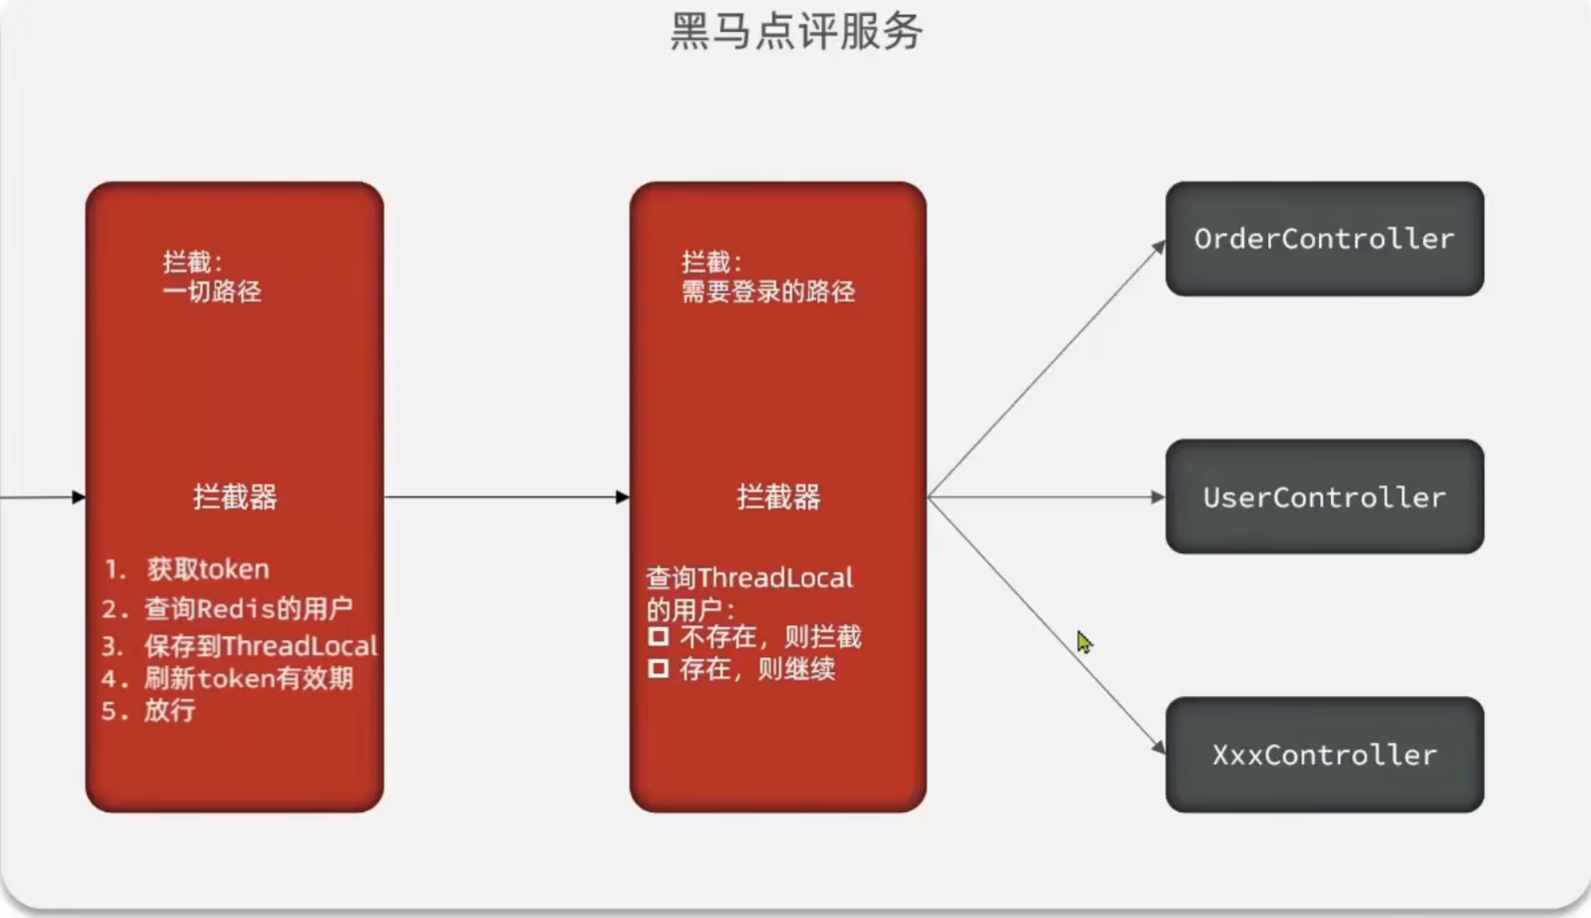 黑马点评服务
拦截：
一切路径
拦截器
1. 获取token
2. 查询Redis的用户
3. 保存到ThreadLocal
4. 刷新token有效期
5. 放行
拦截：
需要登录的路径
拦截器
查询ThreadLocal
的用户：
不存在，则拦截
存在，则继续
OrderController
UserController
XxxController